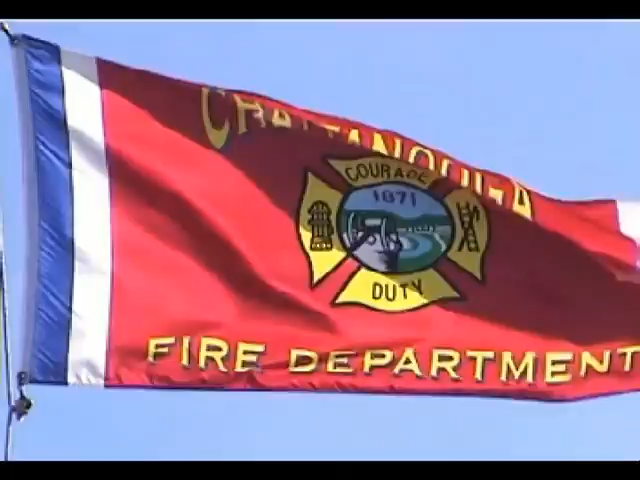 CHATTANOOGA
COURAGE
1871
DUTY
FIRE DEPARTMENT